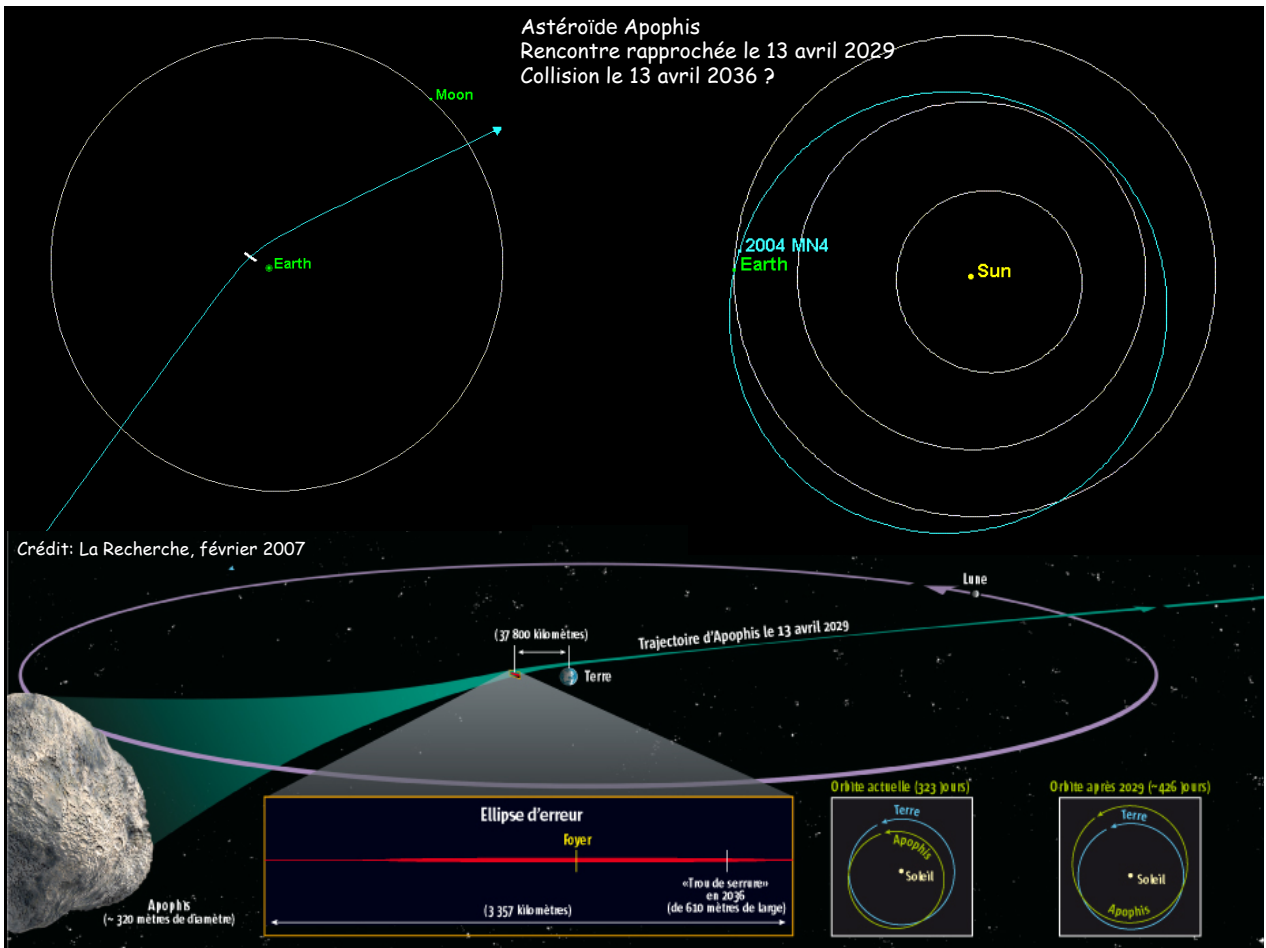 Astéroïde Apophis
Rencontre rapprochée le 13 avril 2029
Collision le 13 avril 2036 ?
Moon
Earth
2004 MN4
Earth
Sun
Crédit: La Recherche, février 2007
Lune
(37 800 kilomètres)
Trajectoire d'Apophis le 13 avril 2029
Terre
Ellipse d'erreur
Foyer
«Trou de serrure»
en 2036
(de 610 mètres de large)
(3 357 kilomètres)
Apophis
(~ 320 mètres de diamètre)
Orbite actuelle (323 jours)
Terre
Apophis
Soleil
Orbite après 2029 (~426 jours)
Terre
Soleil
Apophis